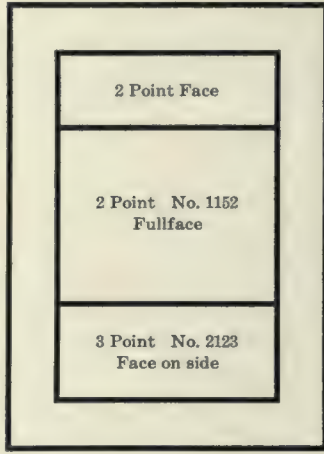 2 Point Face
2 Point No. 1152
Fullface
3 Point No. 2123
Face on side